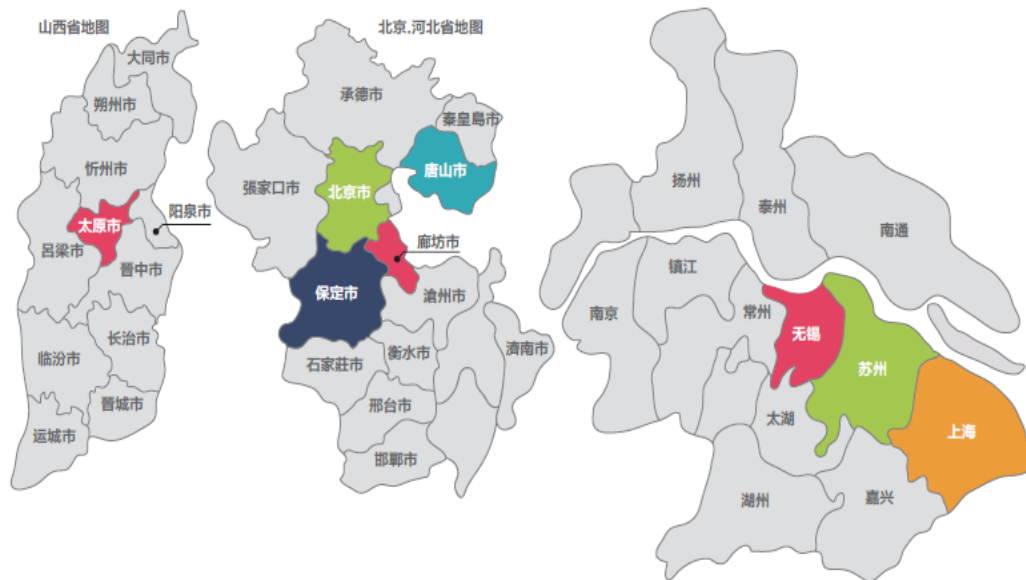 山西省地图
大同市
朔州市
忻州市
太原市
阳泉市
呂梁市
晋中市
长治市
临汾市
晋城市
运城市
北京.河北省地图
承德市
秦皇島市
唐山市
北京市
張家口市
廊坊市
保定市
滄州市
石家莊市
衡水市
濟南市
邢台市
邯鄲市
扬州
泰州
南通
镇江
南京
常州
无锡
苏州
太湖
上海
湖州
嘉兴